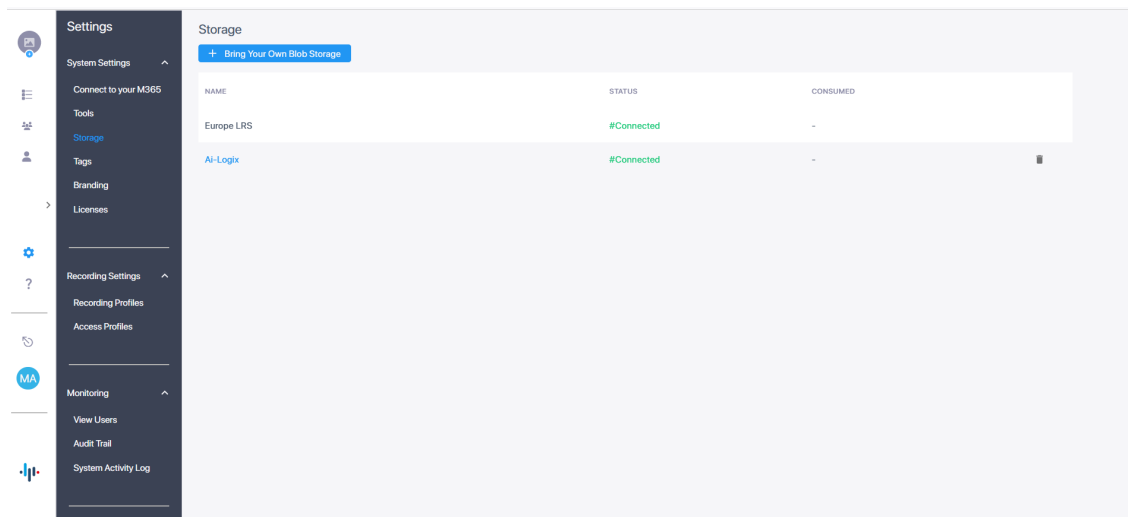 Settings
System Settings
Connect to your M365
Tools
Storage
Tags
Branding
Licenses
Recording Settings
Recording Profiles
Access Profiles
Monitoring
View Users
Audit Trail
System Activity Log
?
MA
Storage
+ Bring Your Own Blob Storage
NAME STATUS CONSUMED
Europe LRS #Connected -
Ai-Logix #Connected -